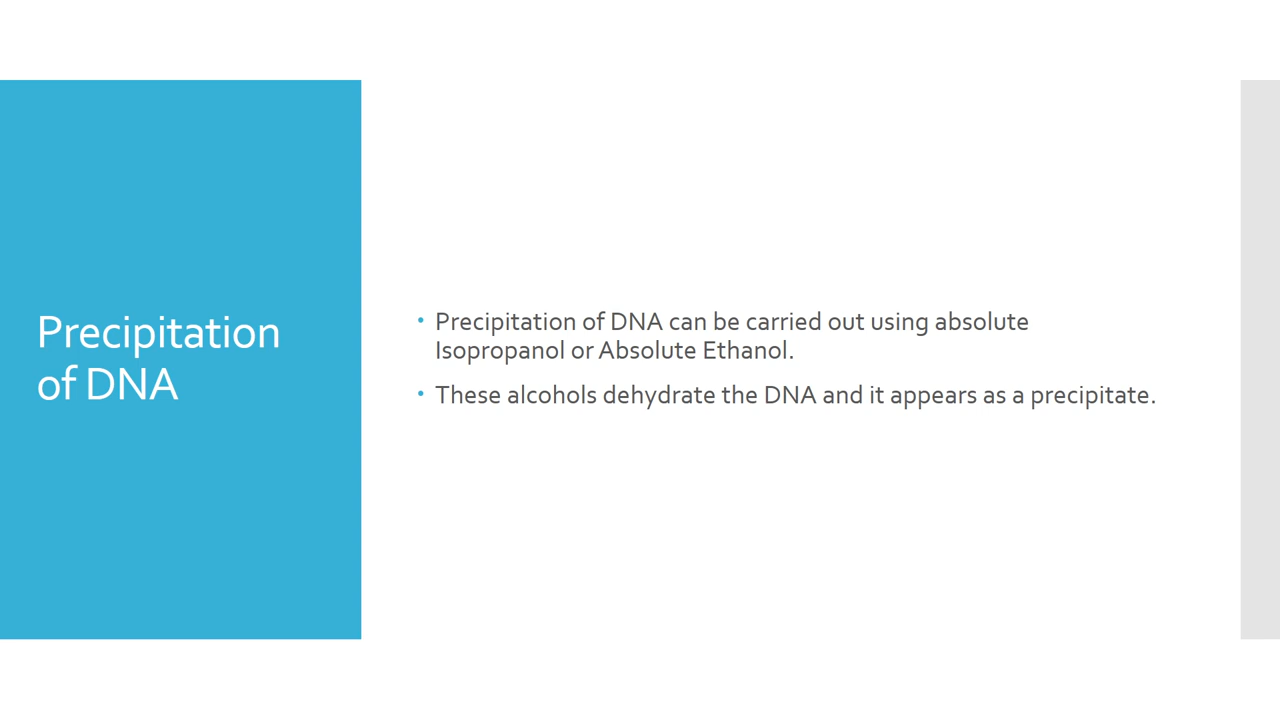 Precipitation
of DNA
• Precipitation of DNA can be carried out using absolute
Isopropanol or Absolute Ethanol.
• These alcohols dehydrate the DNA and it appears as a precipitate.